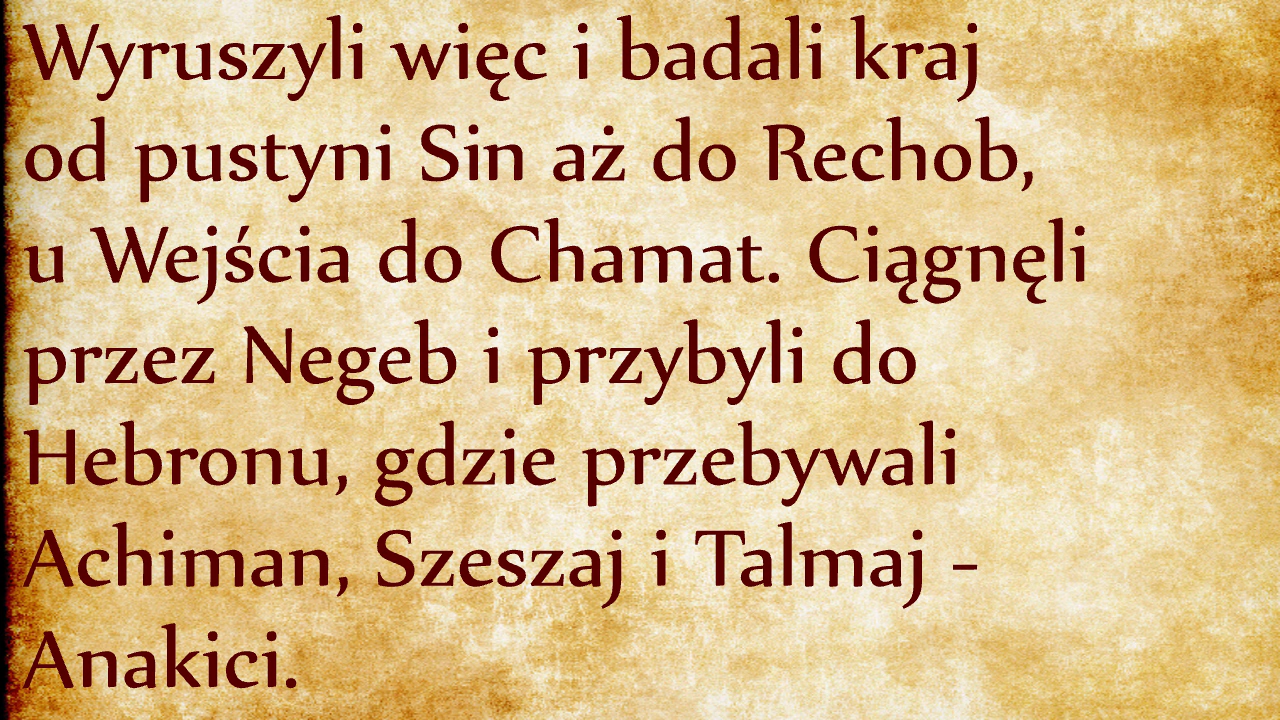 Wyruszyli więc i badali kraj
od pustyni Sin aż do Rechob,
u Wejścia do Chamat. Ciągnęli
przez Negeb i przybyli do
Hebronu, gdzie przebywali
Achiman, Szeszaj i Talmaj -
Anakici.